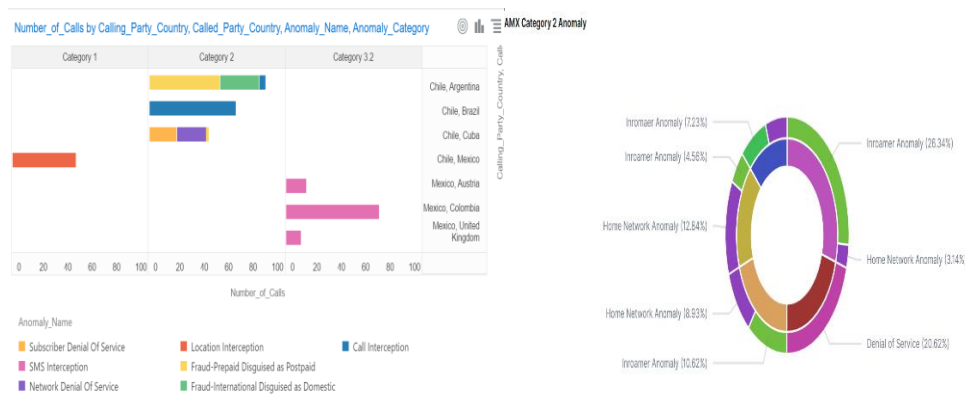 Number_of_Calls by Calling_Party_Country, Called_Party_Country, Anomaly_Name, Anomaly_Category
Category 1
Category 2
Category 3.2
Chile, Argentina
Chile, Brazil
Chile, Cuba
Chile, Mexico
Mexico, Austria
Mexico, Colombia
Mexico, United
Kingdom
Calling_Party_Country, Calle
0 20 40 60 80 100 0 20 40 60 80 100 0 20 40 60 80 100
Number_of_Calls
Anomaly_Name
Subscriber Denial Of Service
Location Interception
Call Interception
SMS Interception
Fraud-Prepaid Disguised as Postpaid
Network Denial Of Service
Fraud-International Disguised as Domestic
AMX Category 2 Anomaly
Inromaer Anomaly (7.23%)
Inroamer Anomaly (26.34%)
Inroamer Anomaly (4.56%)
Home Network Anomaly (12.84%)
Home Network Anomaly (3.14%
Home Network Anomaly (8.93%)
Denial of Service (20.62%)
Inroamer Anomaly (10.62%)